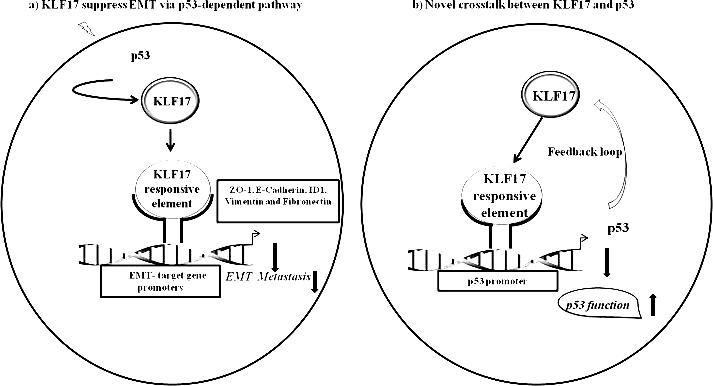 a) KLF17 suppress EMT via p53-dependent pathway
p53
KLF17
KLF17
responsive
element
ZO-1, E-Cadherin, ID1,
Vimentin and Fibronectin
EMT- target gene
promoters
EMT Metastasis
b) Novel crosstalk between KLF17 and p53
KLF17
Feedback
loop
KLF17
responsive
element
p53
p53 promoter
p53 function